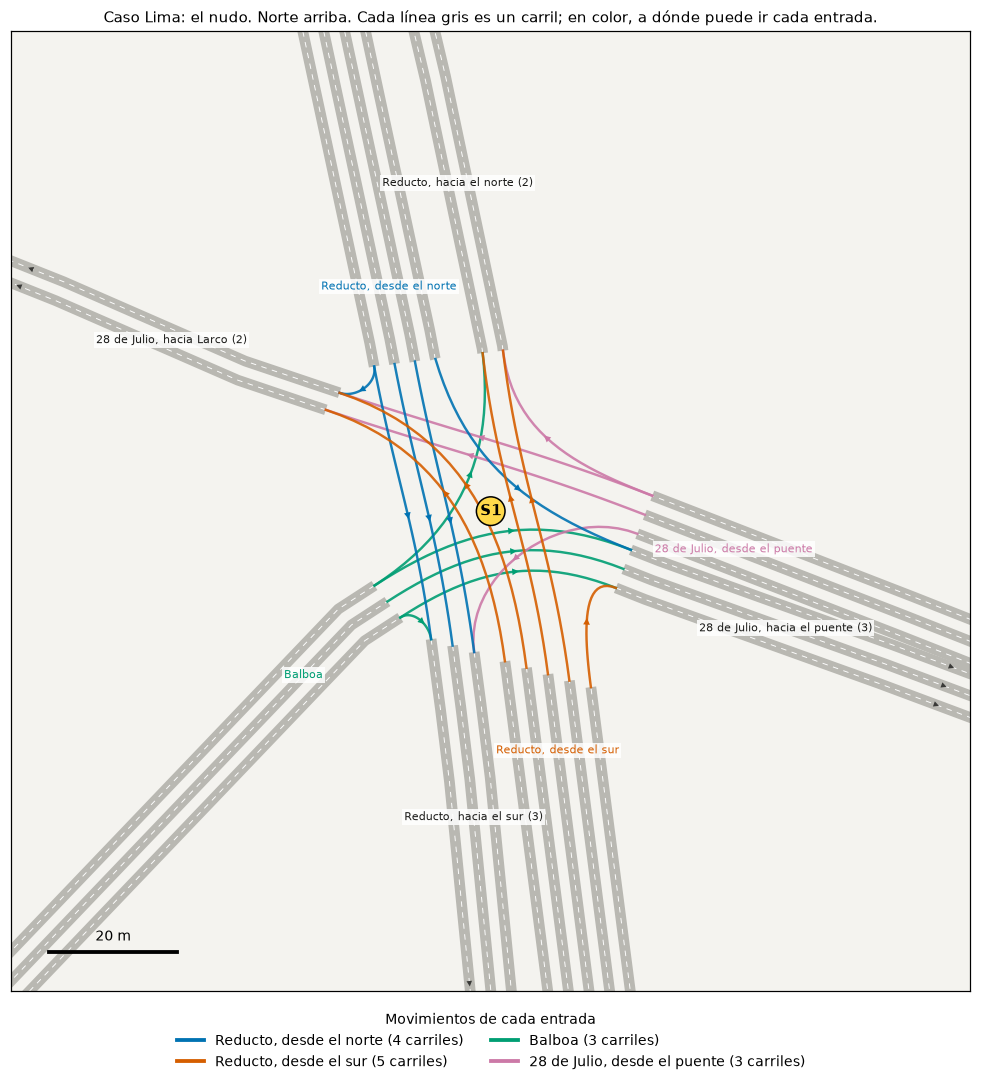 Caso Lima: el nudo. Norte arriba. Cada línea gris es un carril; en color, a dónde puede ir cada entrada.
Reducto, hacia el norte (2)
Reducto, desde el norte
28 de Julio, hacia Larco (2)
S1
28 de Julio, desde el puente
28 de Julio, hacia el puente (3)
Balboa
Reducto, desde el sur
Reducto, hacia el sur (3)
20 m
Movimientos de cada entrada
Reducto, desde el norte (4 carriles)
Reducto, desde el sur (5 carriles)
Balboa (3 carriles)
28 de Julio, desde el puente (3 carriles)